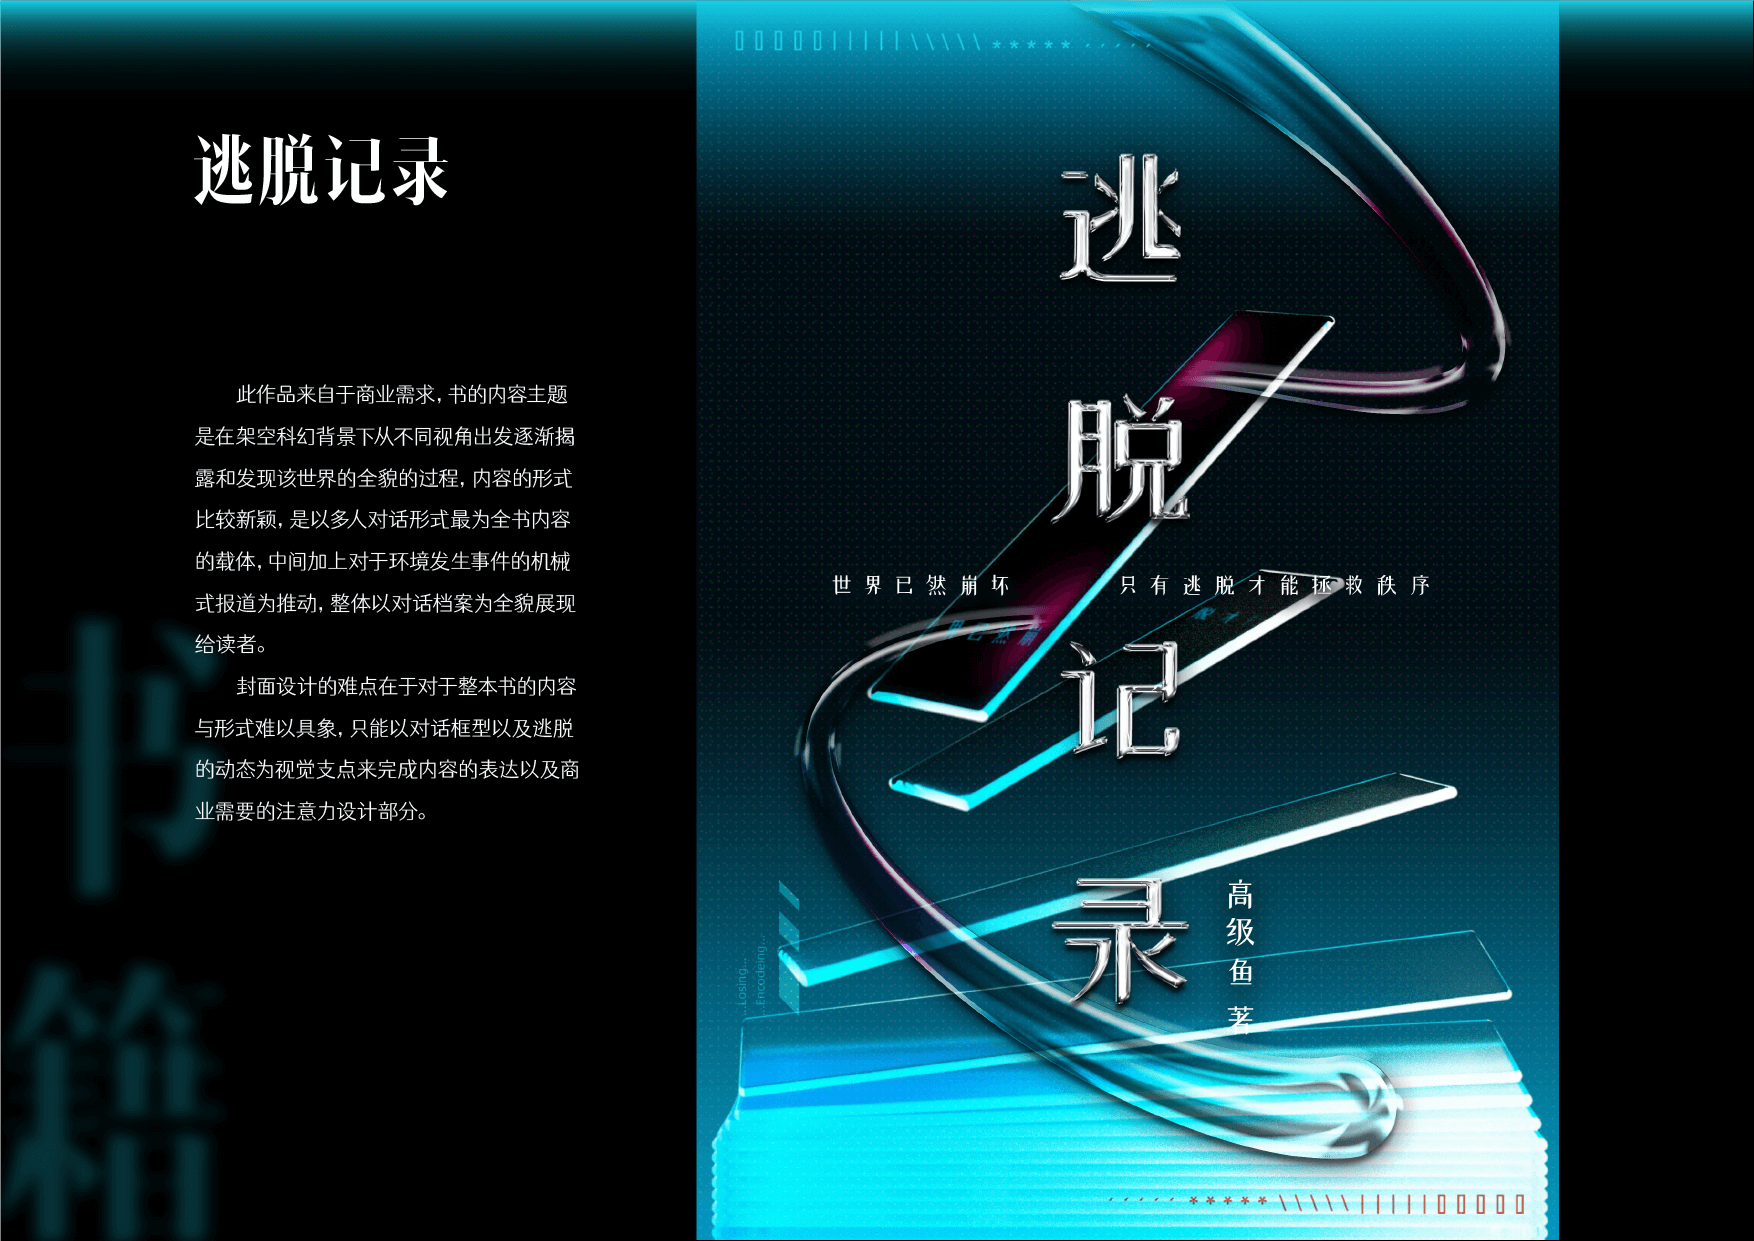 逃脱记录
此作品来自于商业需求，书的内容主题
是在架空科幻背景下从不同视角出发逐渐揭
露和发现该世界的全貌的过程，内容的形式
比较新颖，是以多人对话形式最为全书内容
的载体，中间加上对于环境发生事件的机械
式报道为推动，整体以对话档案为全貌展现
给读者。
封面设计的难点在于对于整本书的内容
与形式难以具象，只能以对话框型以及逃脱
的动态为视觉支点来完成内容的表达以及商
业需要的注意力设计部分。
书籍
逃脱记录
世界已然崩坏 只有逃脱才能拯救秩序
高级鱼 著
...Losing...
...Encodeing...